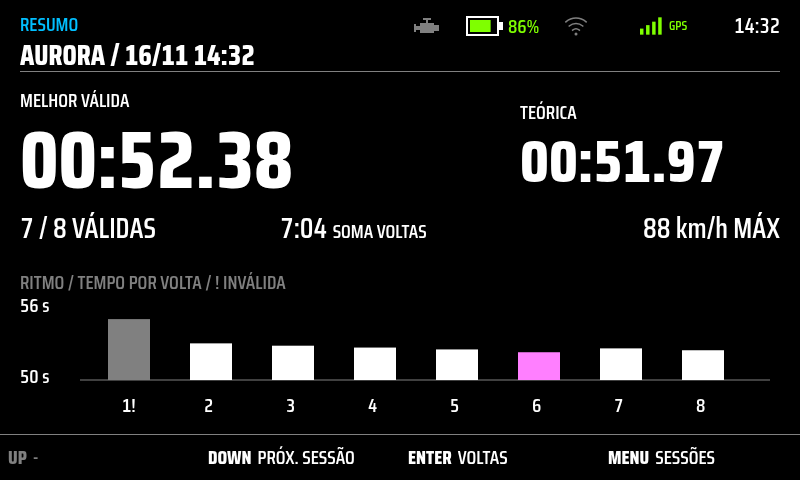 RESUMO 86% GPS 14:32
AURORA / 16/11 14:32
MELHOR VÁLIDA
TEÓRICA
00:52.38
00:51.97
7 / 8 VÁLIDAS 7:04 SOMA VOLTAS 88 km/h MÁX
RITMO / TEMPO POR VOLTA / ! INVÁLIDA
56 s
50 s
1! 2 3 4 5 6 7 8
UP - DOWN PRÓX. SESSÃO ENTER VOLTAS MENU SESSÕES